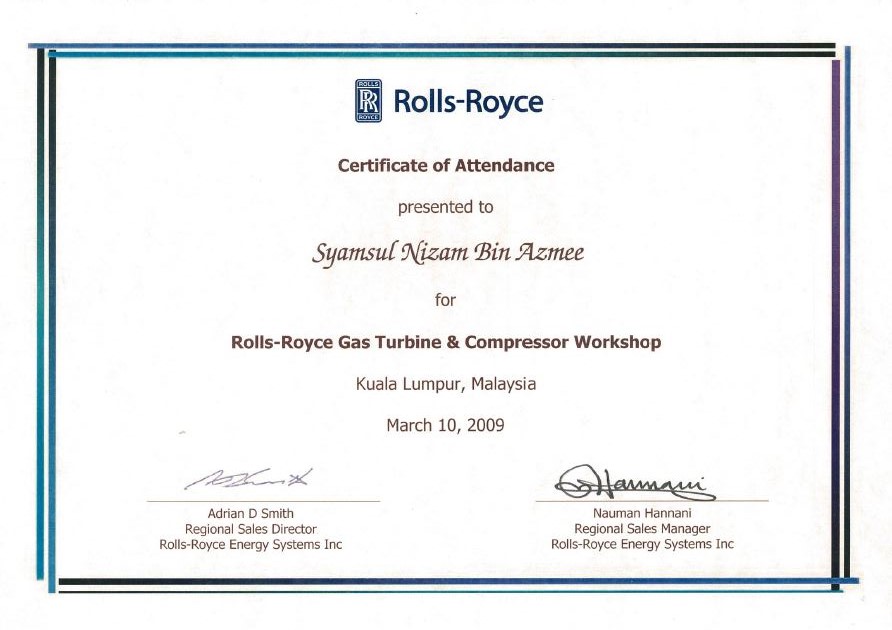 ROLLS
RR
ROYCE
Rolls-Royce
Certificate of Attendance
presented to
Syamsul Nizam Bin Azmee
for
Rolls-Royce Gas Turbine & Compressor Workshop
Kuala Lumpur, Malaysia
March 10, 2009
Adrian D Smith
Regional Sales Director
Rolls-Royce Energy Systems Inc
Nauman Hannani
Regional Sales Manager
Rolls-Royce Energy Systems Inc